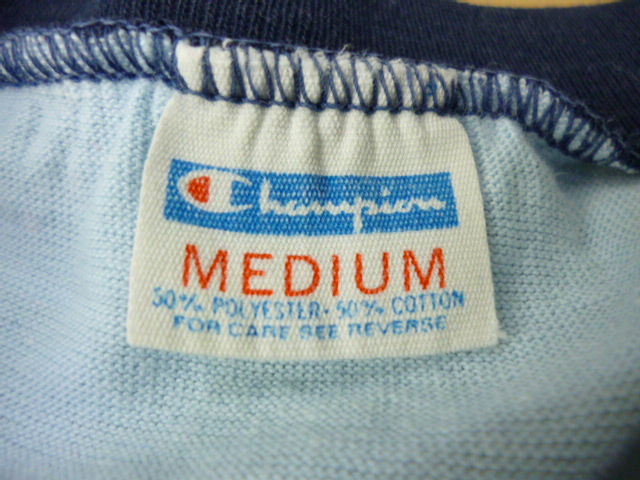 Champion
MEDIUM
50% POLYESTER - 50% COTTON
FOR CARE SEE REVERSE